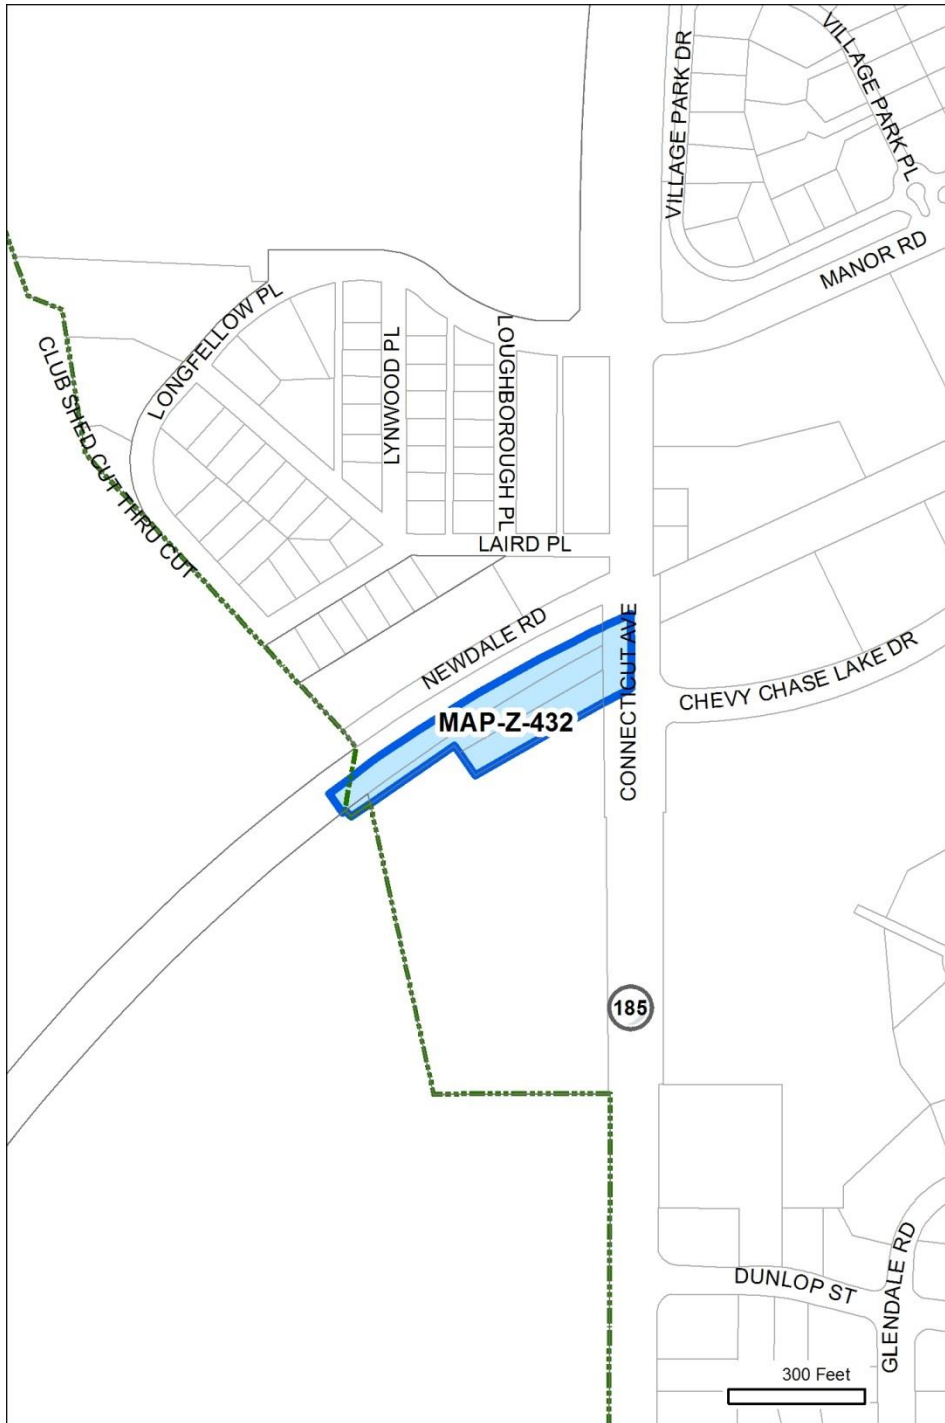 VILLAGE PARK DR
VILLAGE PARK PL
MANOR RD
LONGFELLOW PL
LYNWOOD PL
LOUGHBOROUGH PL
CLUB SHED CUT THRU CUT
LAIRD PL
NEWDALE RD
CONNECTICUT AVE
CHEVY CHASE LAKE DR
MAP-Z-432
185
DUNLOP ST
GLENDALE RD
300 Feet